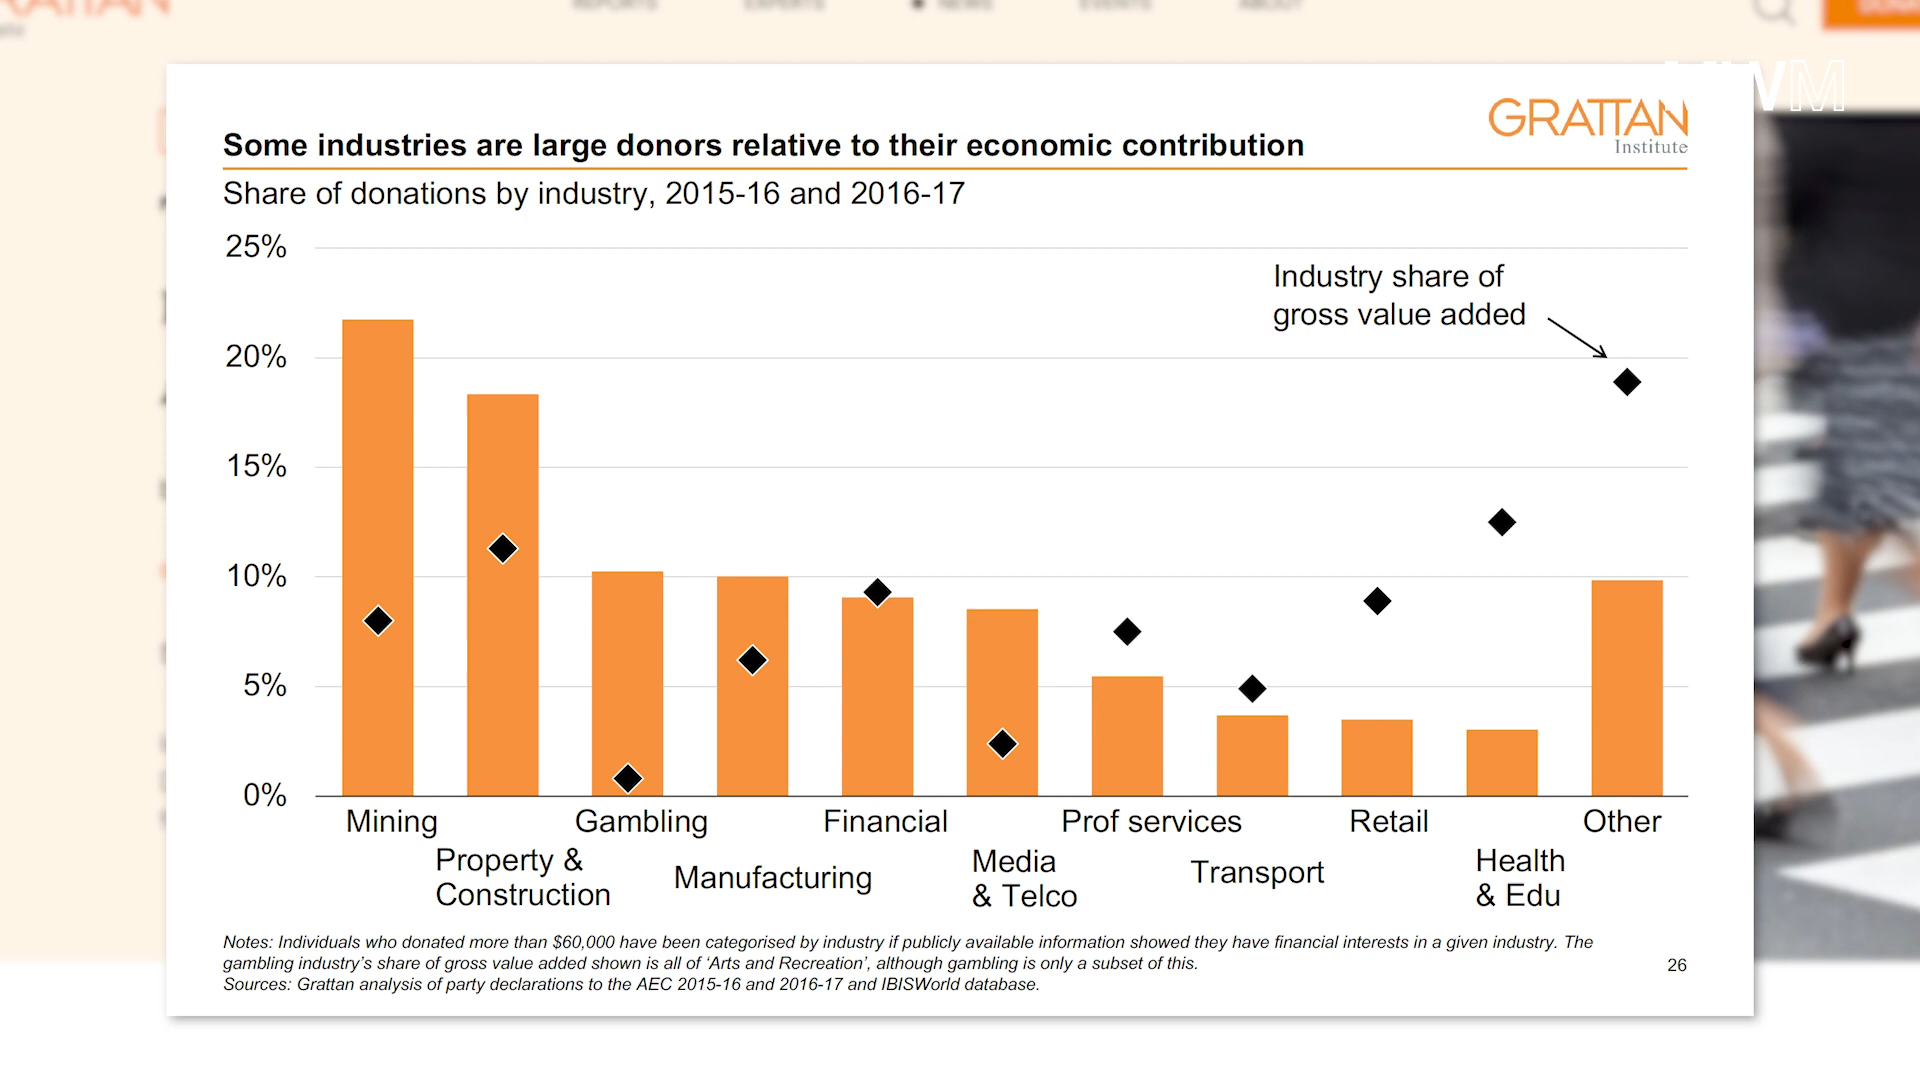 REPORTS
EXPERTS
NEWS
EVENTS
ABOUT
GRATTAN
Institute
Some industries are large donors relative to their economic contribution
Share of donations by industry, 2015-16 and 2016-17
25%
20%
15%
10%
5%
0%
Industry share of
gross value added
Mining
Property &
Construction
Gambling
Manufacturing
Financial
Media
& Telco
Prof services
Transport
Retail
Health
& Edu
Other
Notes: Individuals who donated more than $60,000 have been categorised by industry if publicly available information showed they have financial interests in a given industry. The
gambling industry's share of gross value added shown is all of ‘Arts and Recreation’, although gambling is only a subset of this.
Sources: Grattan analysis of party declarations to the AEC 2015-16 and 2016-17 and IBISWorld database.
26